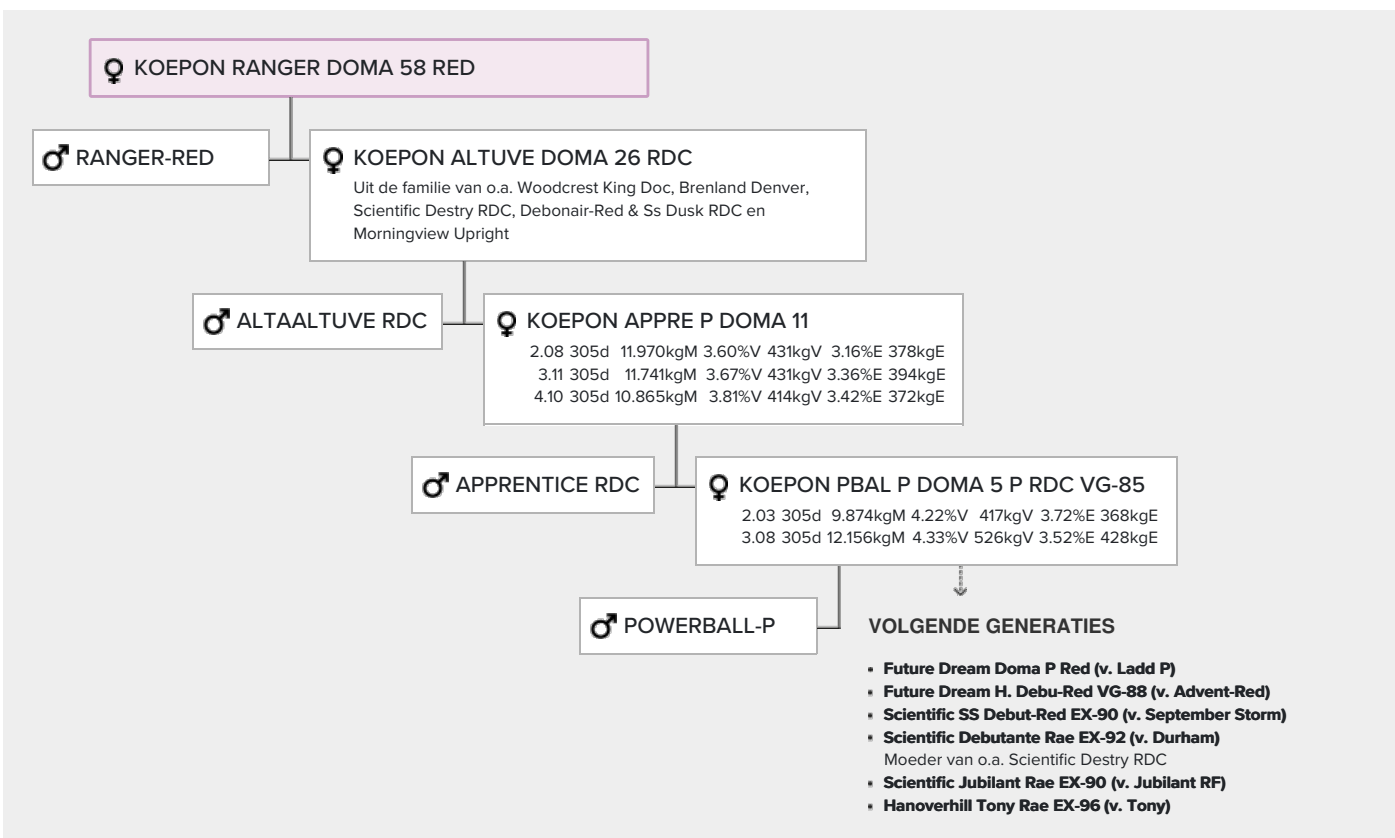 KOEPON RANGER DOMA 58 RED
RANGER-RED
KOEPON ALTUVE DOMA 26 RDC
Uit de familie van o.a. Woodcrest King Doc, Brenland Denver,
Scientific Destry RDC, Debonair-Red & Ss Dusk RDC en
Morningview Upright
ALTAALTUVE RDC
KOEPON APPRE P DOMA 11
2.08 305d 11.970kgM 3.60%V 431kgV 3.16%E 378kgE
3.11 305d 11.741kgM 3.67%V 431kgV 3.36%E 394kgE
4.10 305d 10.865kgM 3.81%V 414kgV 3.42%E 372kgE
APPRENTICE RDC
KOEPON PBAL P DOMA 5 P RDC VG-85
2.03 305d 9.874kgM 4.22%V 417kgV 3.72%E 368kgE
3.08 305d 12.156kgM 4.33%V 526kgV 3.52%E 428kgE
POWERBALL-P
VOLGENDE GENERATIES
▪ Future Dream Doma P Red (v. Ladd P)
▪ Future Dream H. Debu-Red VG-88 (v. Advent-Red)
▪ Scientific SS Debut-Red EX-90 (v. September Storm)
▪ Scientific Debutante Rae EX-92 (v. Durham)
Moeder van o.a. Scientific Destry RDC
▪ Scientific Jubilant Rae EX-90 (v. Jubilant RF)
▪ Hanoverhill Tony Rae EX-96 (v. Tony)